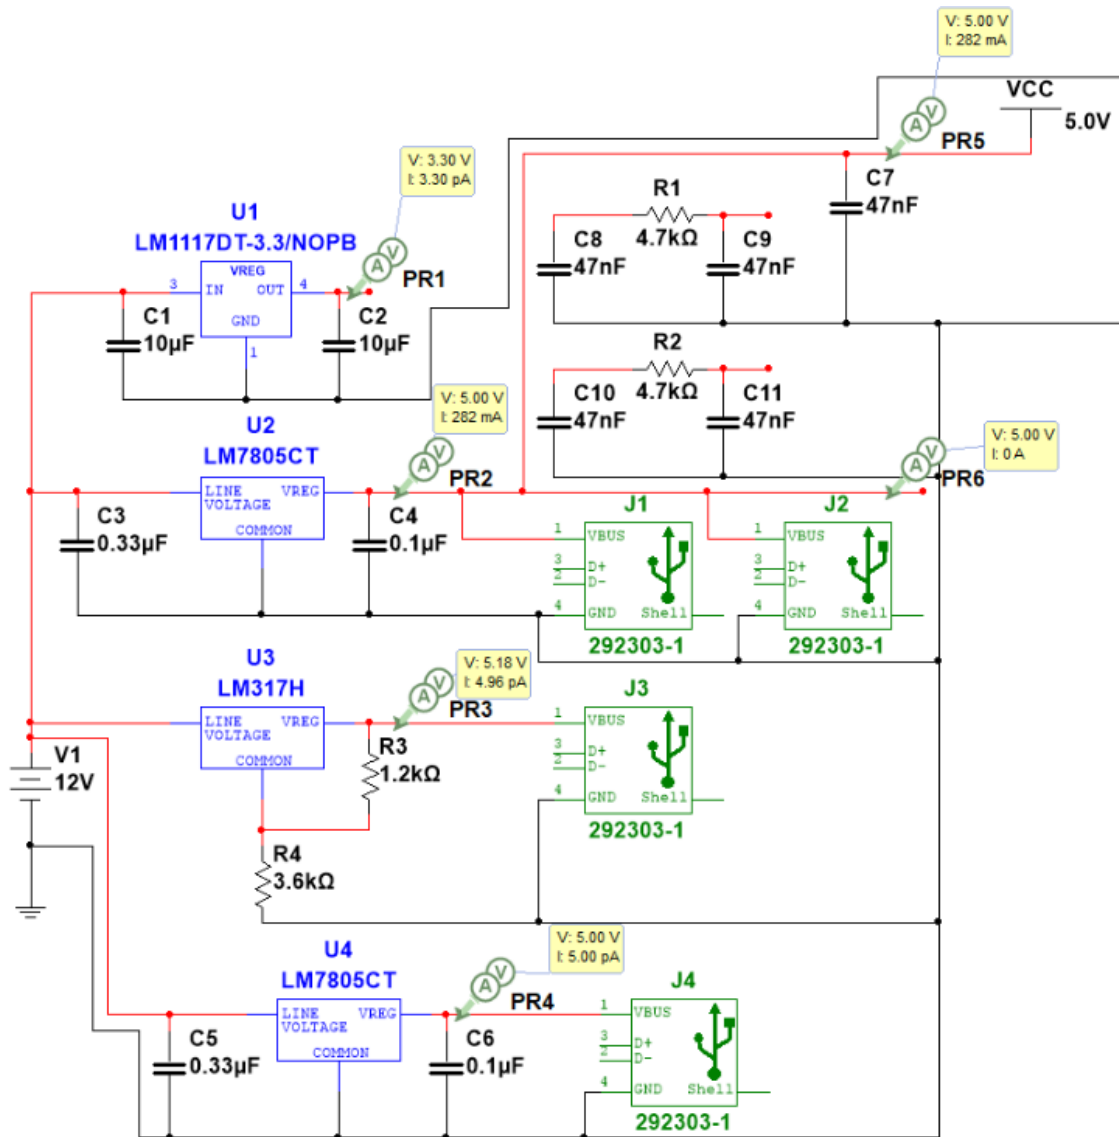 V: 5.00 V
I: 282 mA
VCC
5.0V
PR5
C7
47nF
V: 3.30 V
I: 3.30 pA
R1
4.7kΩ
C8
47nF
C9
47nF
U1
LM1117DT-3.3/NOPB
VREG
3
IN
OUT
4
GND
1
PR1
C1
10µF
C2
10µF
R2
4.7kΩ
C10
47nF
C11
47nF
V: 5.00 V
I: 282 mA
V: 5.00 V
I: 0 A
U2
LM7805CT
LINE
VOLTAGE
VREG
COMMON
PR2
PR6
C3
0.33µF
C4
0.1µF
J1
1
VBUS
3
D+
2
D-
4
GND
Shell
292303-1
J2
1
VBUS
3
D+
2
D-
4
GND
Shell
292303-1
U3
LM317H
LINE
VOLTAGE
VREG
COMMON
V: 5.18 V
I: 4.96 pA
PR3
R3
1.2kΩ
J3
1
VBUS
3
D+
2
D-
4
GND
Shell
292303-1
V1
12V
R4
3.6kΩ
V: 5.00 V
I: 5.00 pA
U4
LM7805CT
LINE
VOLTAGE
VREG
COMMON
PR4
C5
0.33µF
C6
0.1µF
J4
1
VBUS
3
D+
2
D-
4
GND
Shell
292303-1
A
V
A
V
A
V
A
V
A
V
A
V